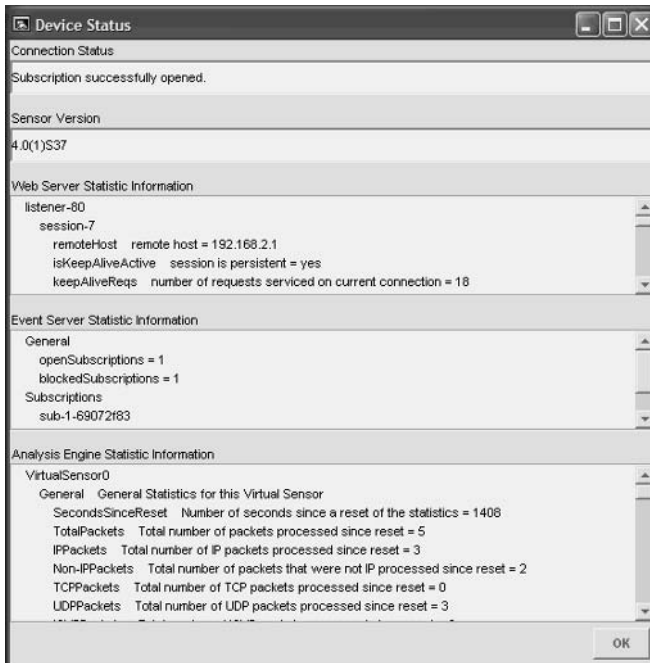 Device Status
Connection Status
Subscription successfully opened.
Sensor Version
4.0(1)S37
Web Server Statistic Information
listener-80
session-7
remoteHost remote host = 192.168.2.1
isKeepAliveActive session is persistent = yes
keepAliveReqs number of requests serviced on current connection = 18
Event Server Statistic Information
General
openSubscriptions = 1
blockedSubscriptions = 1
Subscriptions
sub-1-69072f83
Analysis Engine Statistic Information
VirtualSensor0
General General Statistics for this Virtual Sensor
SecondsSinceReset Number of seconds since a reset of the statistics = 1408
TotalPackets Total number of packets processed since reset = 5
IPPackets Total number of IP packets processed since reset = 3
Non-IPPackets Total number of packets that were not IP processed since reset = 2
TCPPackets Total number of TCP packets processed since reset = 0
UDPPackets Total number of UDP packets processed since reset = 3
OK